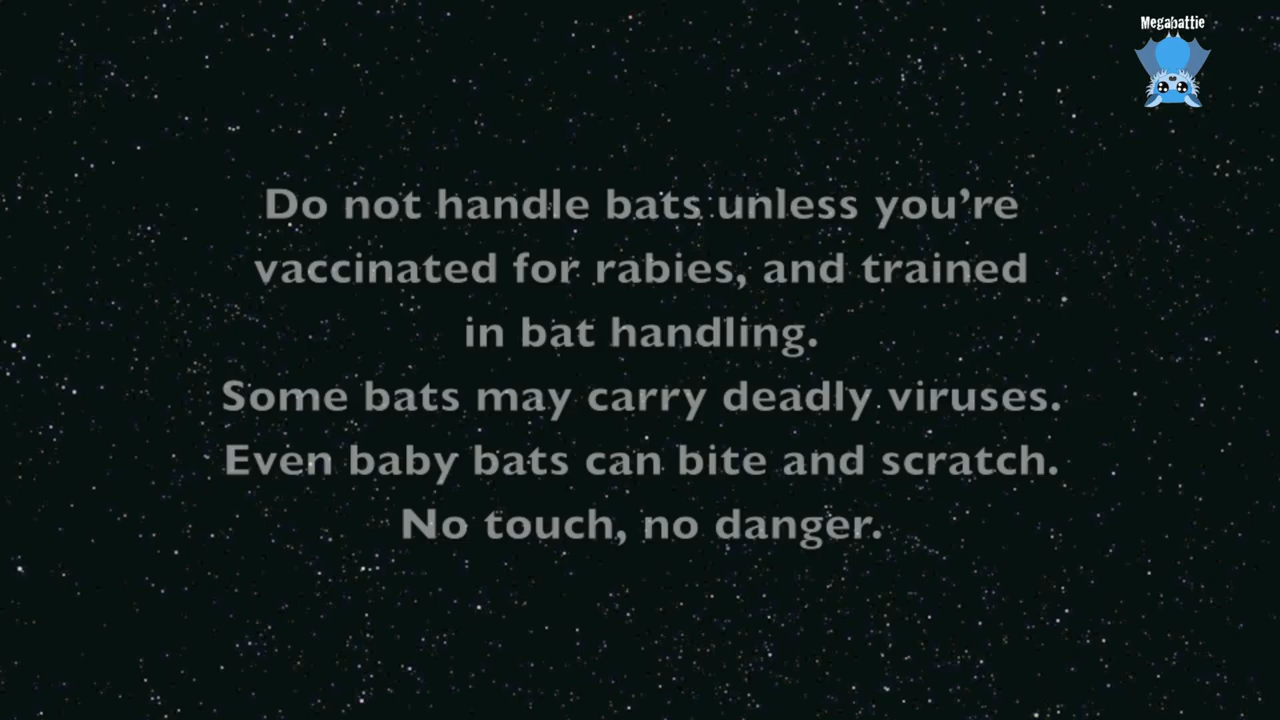 Megabattie
Do not handle bats unless you’re
vaccinated for rabies, and trained
in bat handling.
Some bats may carry deadly viruses.
Even baby bats can bite and scratch.
No touch, no danger.